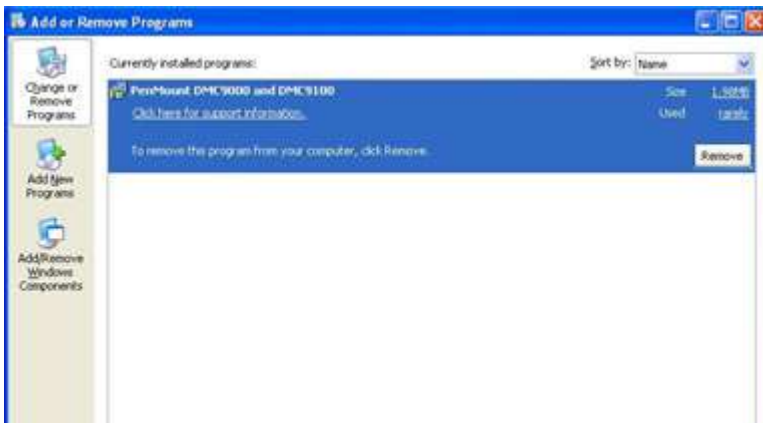 Add or Remove Programs
Change or
Remove
Programs
Currently installed programs:
Sort by: Name
PenMount DMC9000 and DMC9100
Size 1.98MB
Click here for support information.
Used rarely
To remove this program from your computer, click Remove.
Remove
Add New
Programs
Add/Remove
Windows
Components